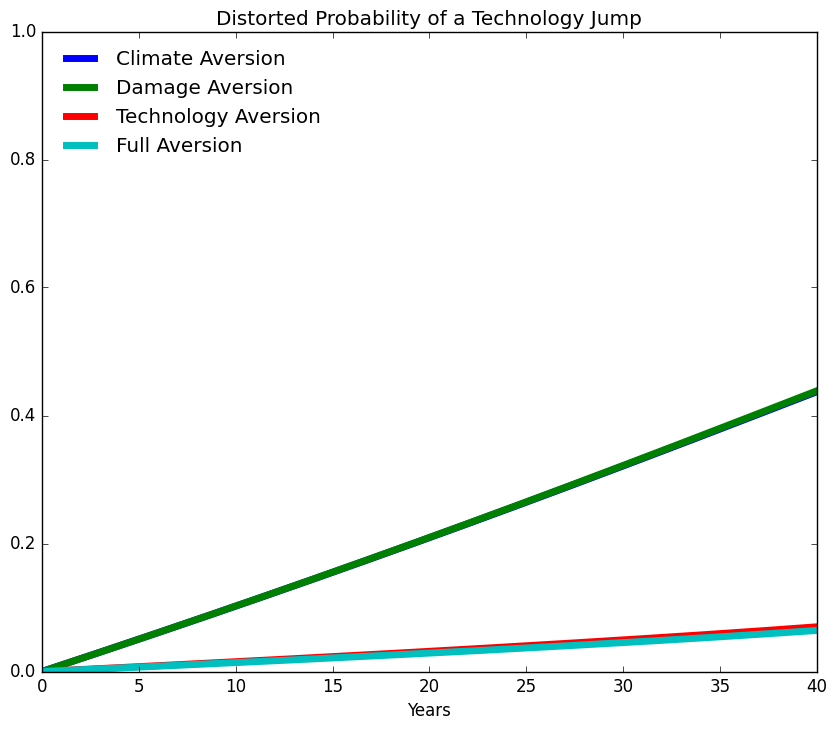 Distorted Probability of a Technology Jump
1.0
Climate Aversion
Damage Aversion
Technology Aversion
Full Aversion
0.8
0.6
0.4
0.2
0.0
0 5 10 15 20 25 30 35 40
Years